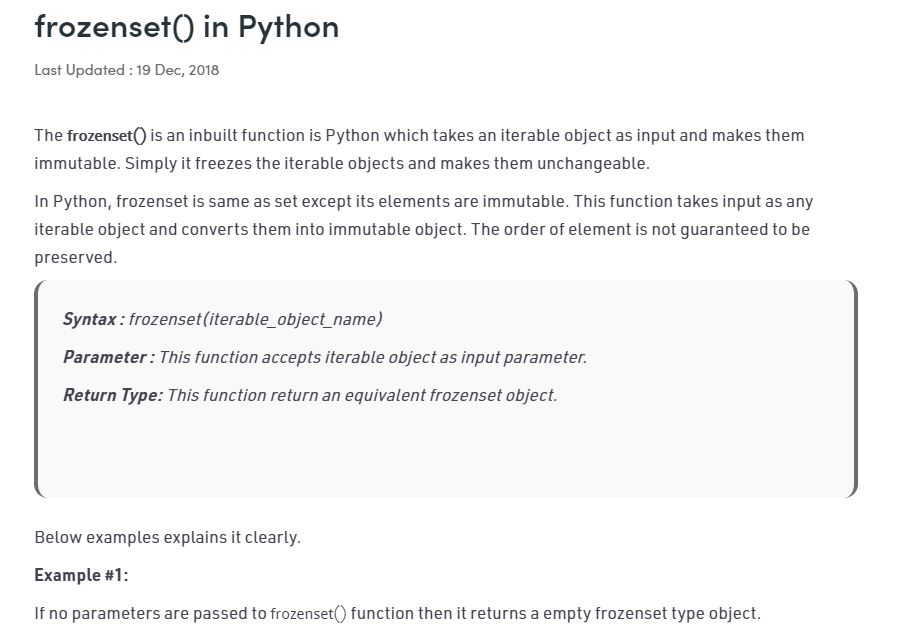 frozenset() in Python
Last Updated : 19 Dec, 2018
The frozenset() is an inbuilt function is Python which takes an iterable object as input and makes them
immutable. Simply it freezes the iterable objects and makes them unchangeable.
In Python, frozenset is same as set except its elements are immutable. This function takes input as any
iterable object and converts them into immutable object. The order of element is not guaranteed to be
preserved.
Syntax : frozenset(iterable_object_name)
Parameter : This function accepts iterable object as input parameter.
Return Type: This function return an equivalent frozenset object.
Below examples explains it clearly.
Example #1:
If no parameters are passed to frozenset() function then it returns a empty frozenset type object.